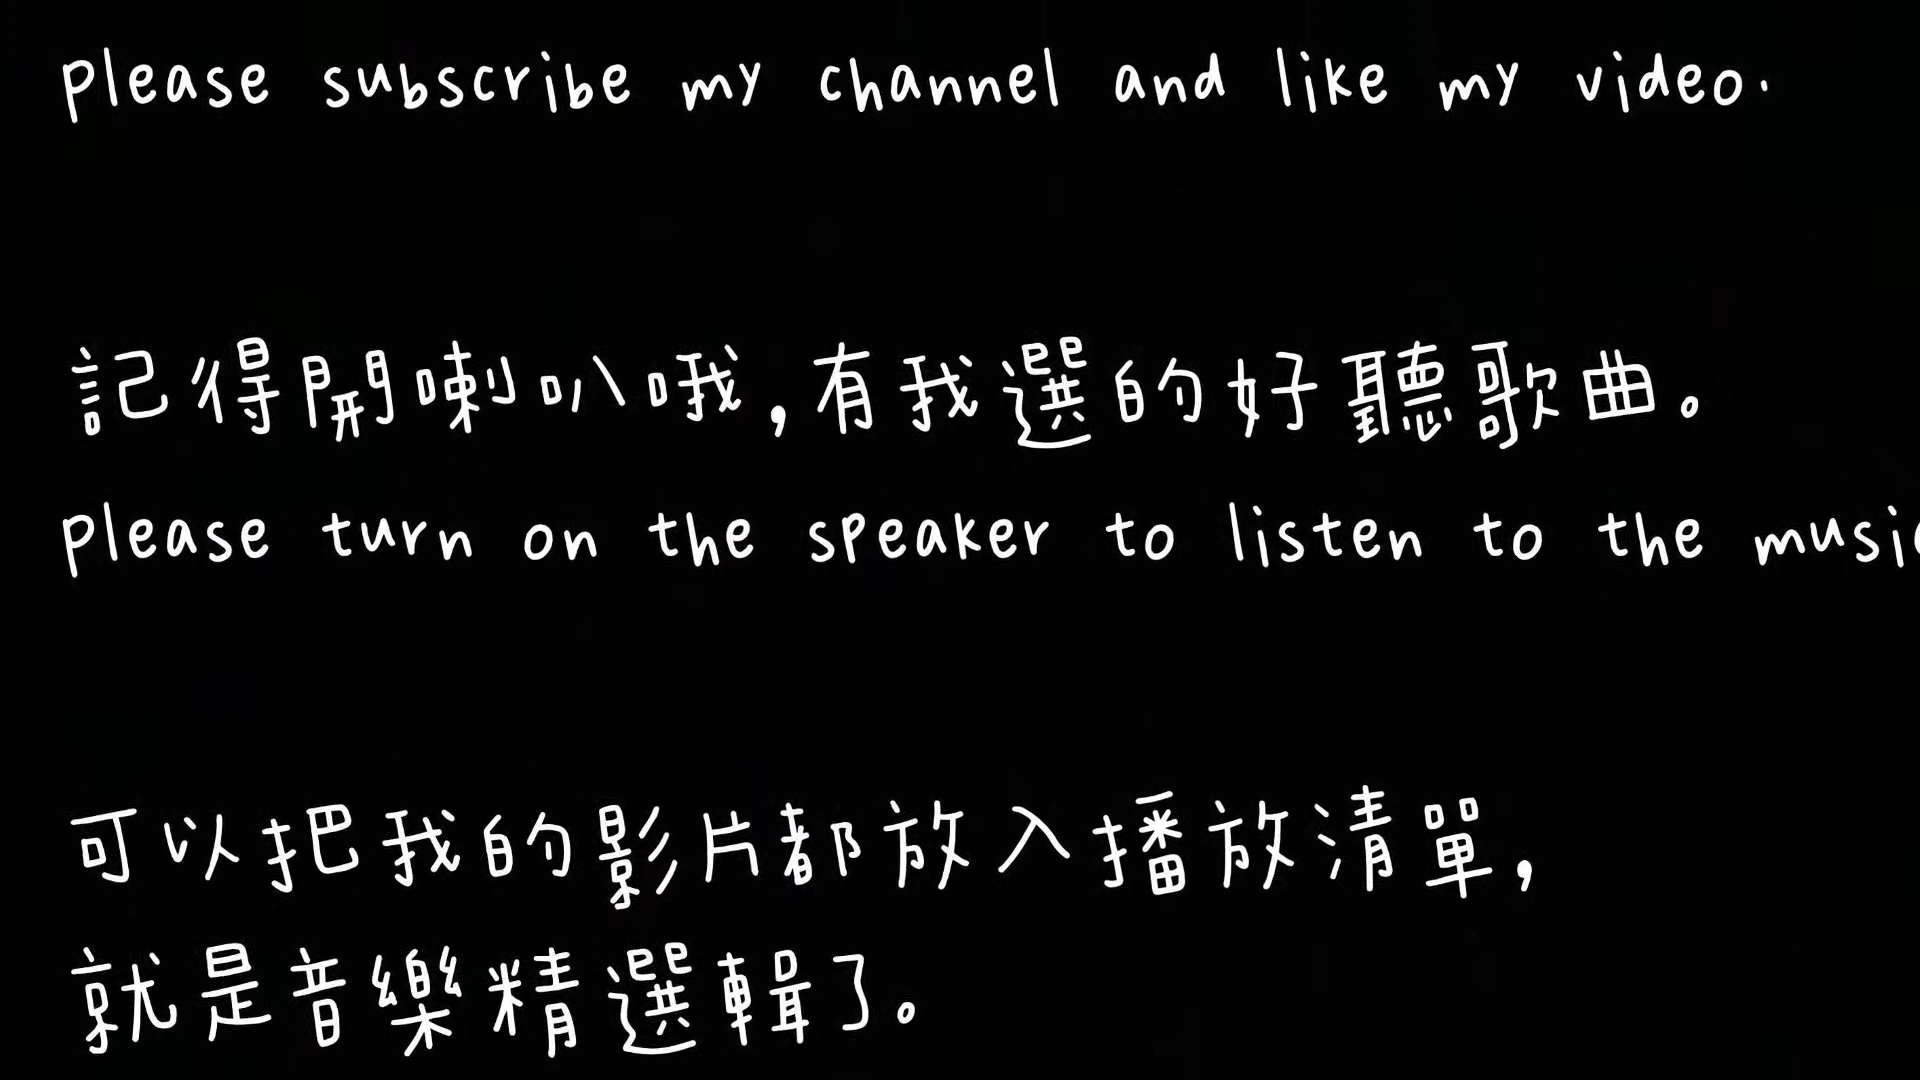 please subscribe my channel and like my video.
記得開喇叭哦,有我選的好聽歌曲。
please turn on the speaker to listen to the
可以把我的影片都放入播放清單,
就是音樂精選輯了。